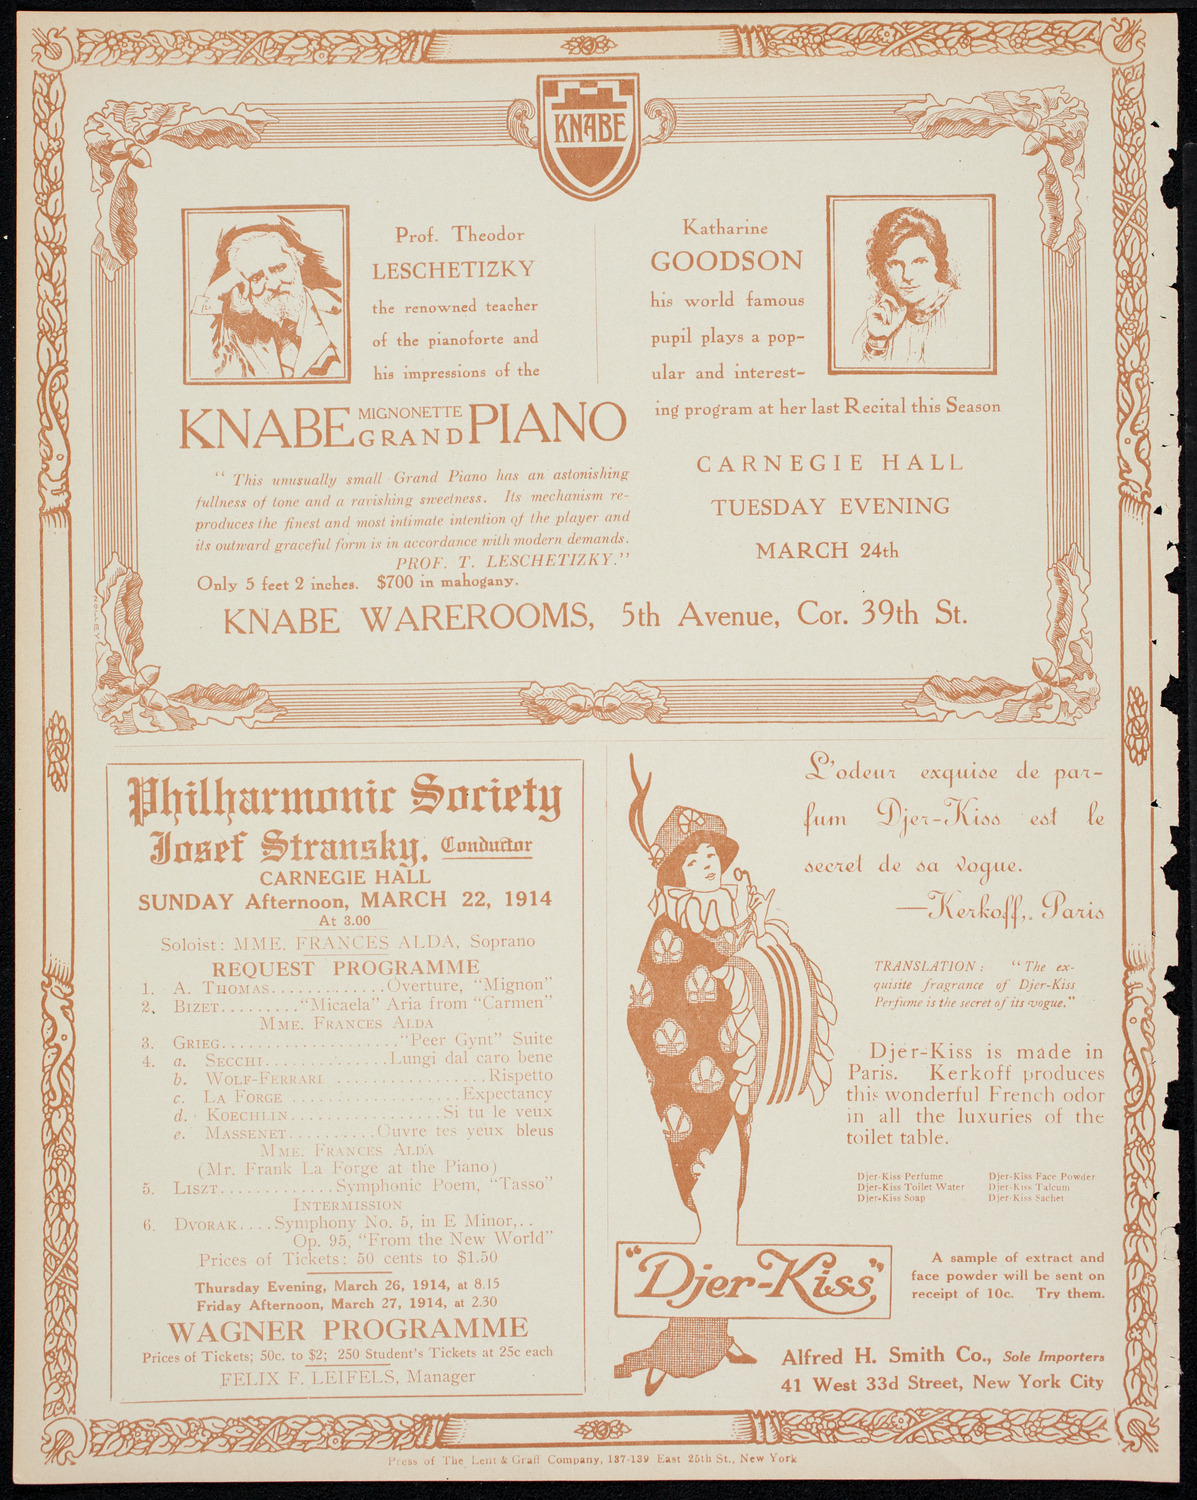 KNABE
Prof. Theodor
LESCHETIZKY
the renowned teacher
of the pianoforte and
his impressions of the
KNABE MIGNONETTE GRAND PIANO
“ This unusually small Grand Piano has an astonishing
fullness of tone and a ravishing sweetness. Its mechanism re-
produces the finest and most intimate intention of the player and
its outward graceful form is in accordance with modern demands.
PROF. T. LESCHETIZKY.”
Only 5 feet 2 inches. $700 in mahogany.
Katharine
GOODSON
his world famous
pupil plays a pop-
ular and interest-
ing program at her last Recital this Season
CARNEGIE HALL
TUESDAY EVENING
MARCH 24th
KNABE WAREROOMS, 5th Avenue, Cor. 39th St.
Philharmonic Society
Josef Stransky, Conductor
CARNEGIE HALL
SUNDAY Afternoon, MARCH 22, 1914
At 3.00
Soloist: MME. FRANCES ALDA, Soprano
REQUEST PROGRAMME
1. A. THOMAS.............Overture, “Mignon”
2. BIZET.........“Micaela” Aria from “Carmen”
MME. FRANCES ALDA
3. GRIEG....................“Peer Gynt” Suite
4. a. SECCHI..............Lungi dal caro bene
b. WOLF-FERRARI .................Rispetto
c. LA FORGE ....................Expectancy
d. KOECHLIN..................Si tu le veux
e. MASSENET..........Ouvre tes yeux bleus
MME. FRANCES ALDA
(Mr. Frank La Forge at the Piano)
5. LISZT.............Symphonic Poem, “Tasso”
INTERMISSION
6. DVORAK....Symphony No. 5, in E Minor,..
Op. 95, “From the New World”
Prices of Tickets: 50 cents to $1.50
Thursday Evening, March 26, 1914, at 8.15
Friday Afternoon, March 27, 1914, at 2.30
WAGNER PROGRAMME
Prices of Tickets; 50c. to $2; 250 Student's Tickets at 25c each
FELIX F. LEIFELS, Manager
L'odeur exquise de par-
fum Djer-Kiss est le
secret de sa vogue.
—Kerkoff, Paris
TRANSLATION: “The ex-
quisite fragrance of Djer-Kiss
Perfume is the secret of its vogue.”
Djer-Kiss is made in
Paris. Kerkoff produces
this wonderful French odor
in all the luxuries of the
toilet table.
Djer-Kiss Perfume Djer-Kiss Face Powder
Djer-Kiss Toilet Water Djer-Kiss Talcum
Djer-Kiss Soap Djer-Kiss Sachet
“Djer-Kiss”
A sample of extract and
face powder will be sent on
receipt of 10c. Try them.
Alfred H. Smith Co., Sole Importers
41 West 33d Street, New York City
Press of The Lent & Graff Company, 137-139 East 25th St., New York